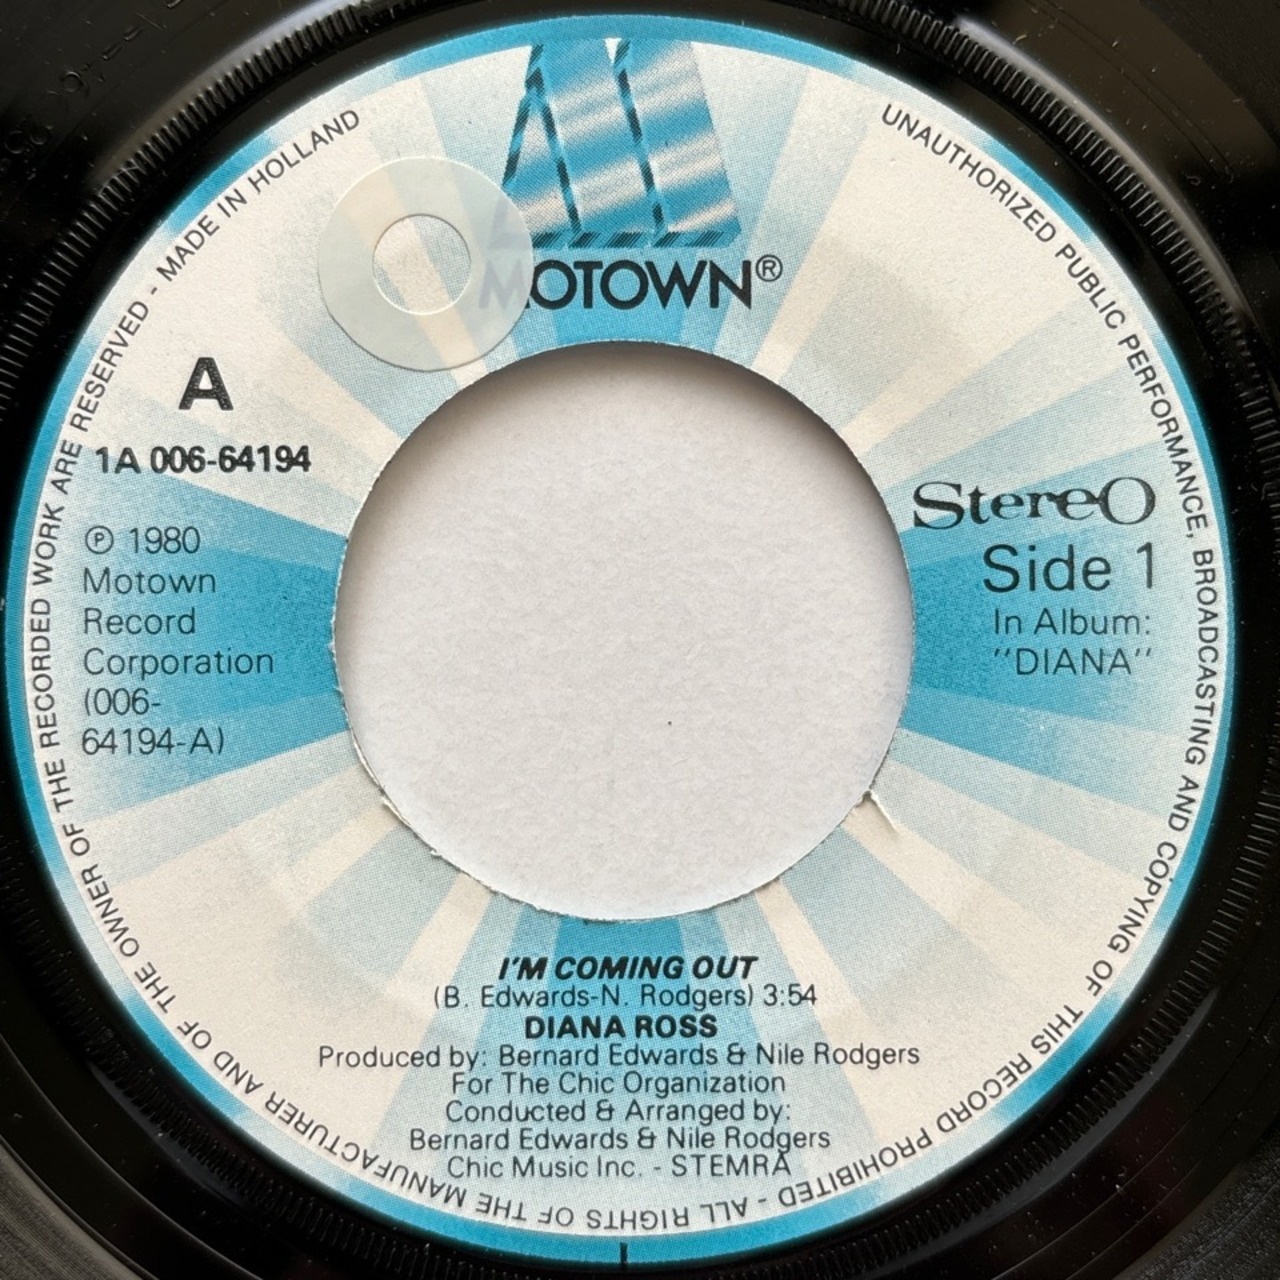 MOTOWN®
A
1A 006-64194
℗ 1980
Motown
Record
Corporation
(006-
64194-A)
Stereo
Side 1
In Album:
"DIANA"
I'M COMING OUT
(B. Edwards-N. Rodgers) 3:54
DIANA ROSS
Produced by: Bernard Edwards & Nile Rodgers
For The Chic Organization
Conducted & Arranged by:
Bernard Edwards & Nile Rodgers
Chic Music Inc. - STEMRA
UNAUTHORIZED PUBLIC PERFORMANCE, BROADCASTING AND COPYING OF THIS RECORD PROHIBITED - ALL RIGHTS OF THE MANUFACTURER AND OF THE OWNER OF THE RECORDED WORK ARE RESERVED - MADE IN HOLLAND